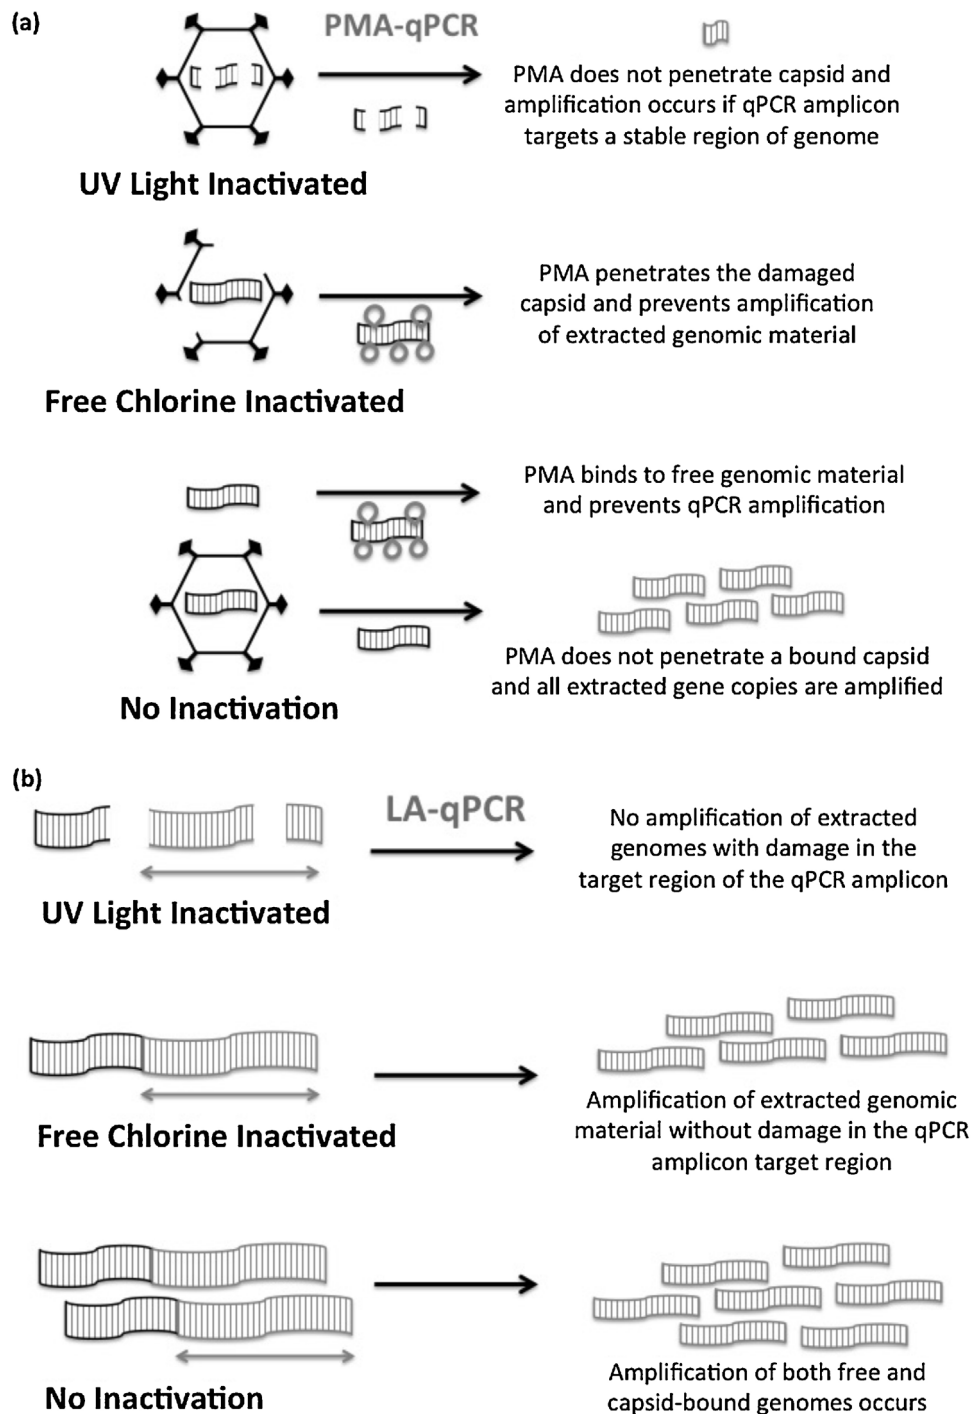 (a)
PMA-qPCR
PMA does not penetrate capsid and
amplification occurs if qPCR amplicon
targets a stable region of genome
UV Light Inactivated
PMA penetrates the damaged
capsid and prevents amplification
of extracted genomic material
Free Chlorine Inactivated
PMA binds to free genomic material
and prevents qPCR amplification
PMA does not penetrate a bound capsid
and all extracted gene copies are amplified
No Inactivation
(b)
LA-qPCR
No amplification of extracted
genomes with damage in the
target region of the qPCR amplicon
UV Light Inactivated
Amplification of extracted genomic
material without damage in the qPCR
amplicon target region
Free Chlorine Inactivated
Amplification of both free and
capsid-bound genomes occurs
No Inactivation